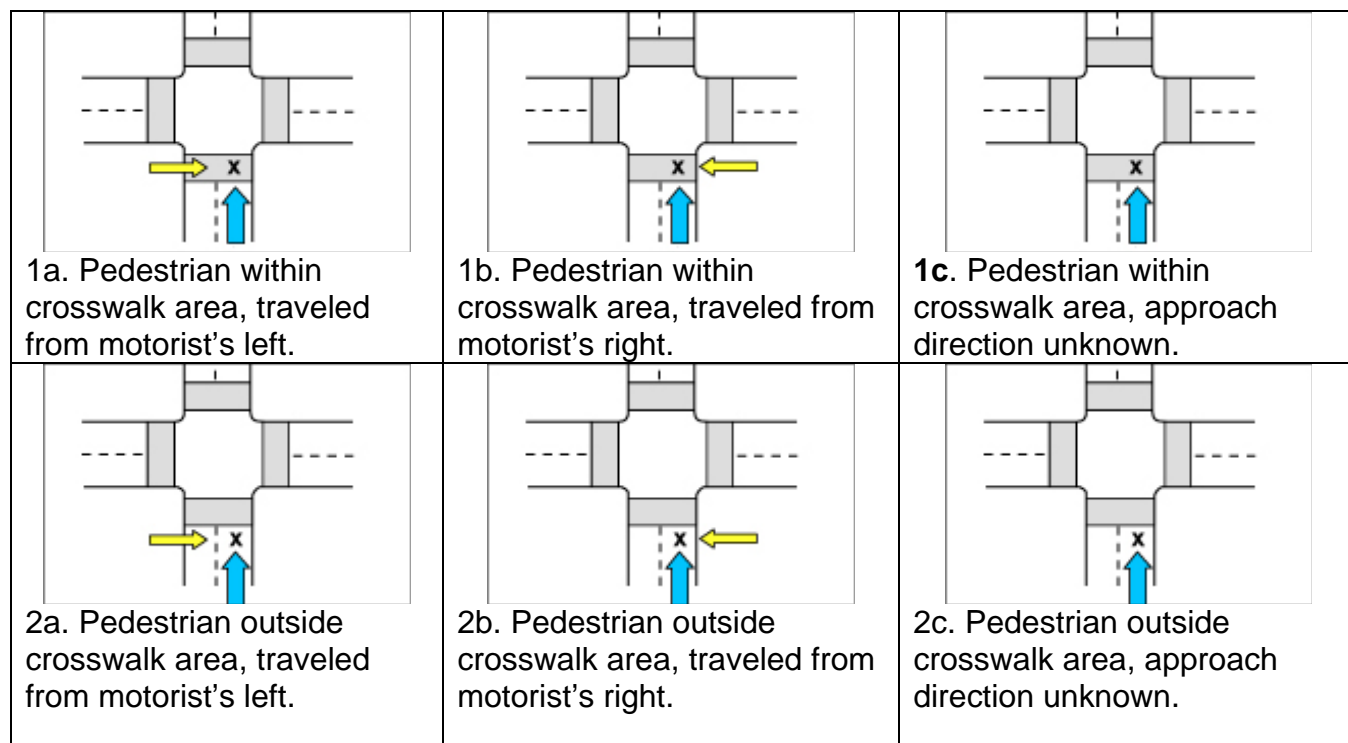 X
X
X
1a. Pedestrian within
crosswalk area, traveled
from motorist's left.
1b. Pedestrian within
crosswalk area, traveled from
motorist's right.
1c. Pedestrian within
crosswalk area, approach
direction unknown.
X
X
X
2a. Pedestrian outside
crosswalk area, traveled
from motorist's left.
2b. Pedestrian outside
crosswalk area, traveled from
motorist's right.
2c. Pedestrian outside
crosswalk area, approach
direction unknown.